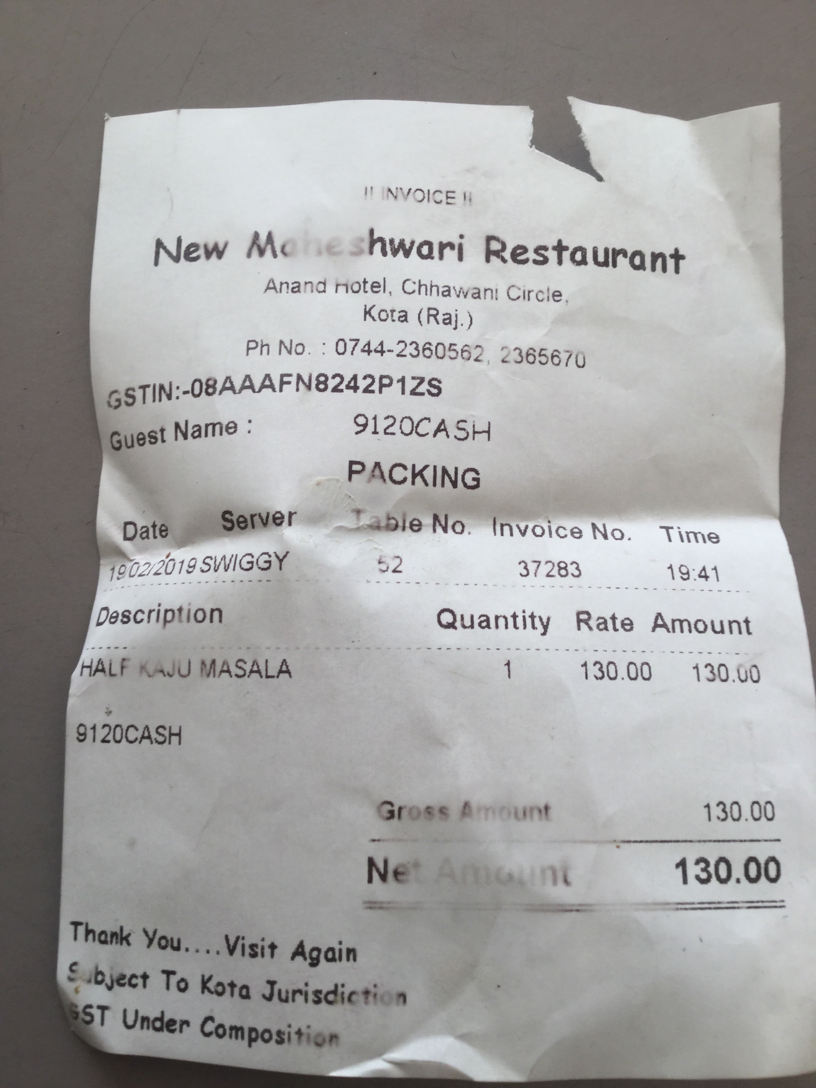 !! INVOICE !!
New Maheshwari Restaurant
Anand Hotel, Chhawani Circle,
Kota (Raj.)
Ph No. : 0744-2360562, 2365670
GSTIN:-08AAAFN8242P1ZS
Guest Name : 9120CASH
PACKING
Date Server Table No. Invoice No. Time
19/02/2019 SWIGGY 52 37283 19:41
Description Quantity Rate Amount
HALF KAJU MASALA 1 130.00 130.00
9120CASH
Gross Amount 130.00
Net Amount 130.00
Thank You....Visit Again
Subject To Kota Jurisdiction
GST Under Composition